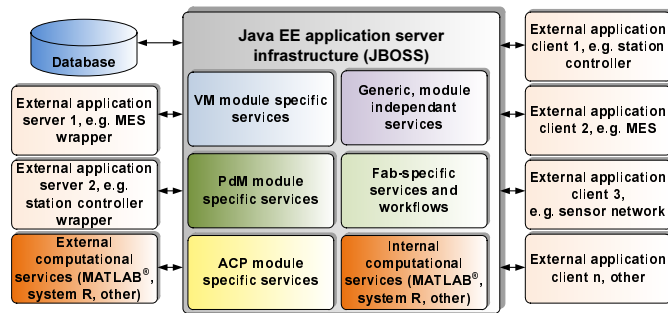 Database
External application
server 1, e.g. MES
wrapper
External application
server 2, e.g.
station controller
wrapper
External
computational
services (MATLAB®,
system R, other)
Java EE application server
infrastructure (JBOSS)
VM module specific
services
Generic, module
independant
services
PdM module
specific services
Fab-specific
services and
workflows
ACP module
specific services
Internal
computational
services (MATLAB®,
system R, other)
External application
client 1, e.g. station
controller
External application
client 2, e.g. MES
External application
client 3,
e.g. sensor network
External application
client n, other